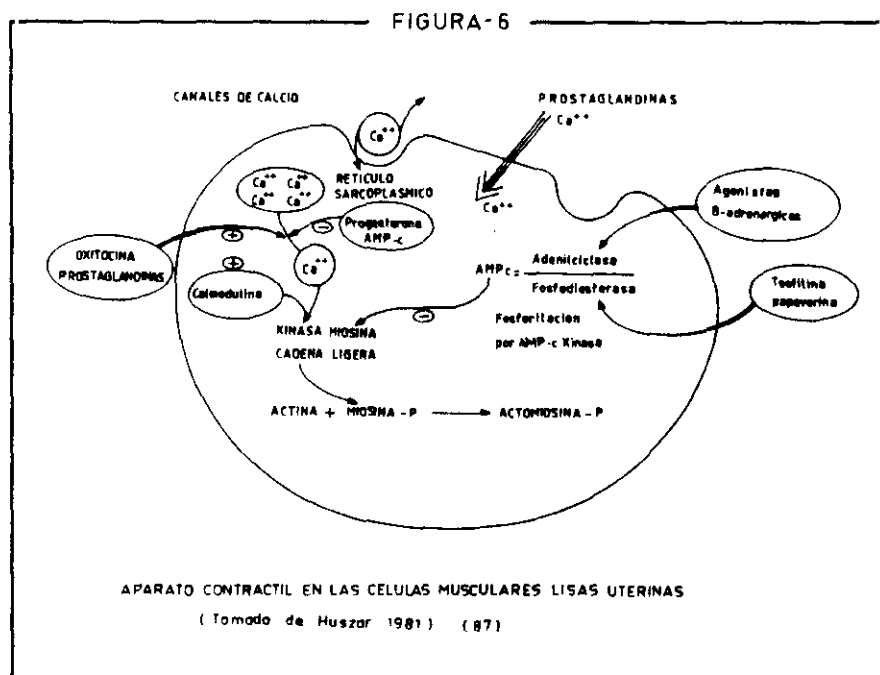 FIGURA-6
CANALES DE CALCIO
Ca++
PROSTAGLANDINAS
Ca++
Ca++ Ca++
Ca++ Ca++
RETICULO
SARCOPLASMICO
Ca++
Progesterona
AMP-c
Agonistas
B-adrenérgicos
OXITOCINA
PROSTAGLANDINAS
+
-
+
Ca++
Calmodulina
AMPc =
Adenilciclasa
Fosfodiesterasa
Teofilina
papaverina
KINASA MIOSINA
CADENA LIGERA
-
Fosforilacion
por AMP-c Kinasa
ACTINA + MIOSINA-P → ACTOMIOSINA-P
APARATO CONTRACTIL EN LAS CELULAS MUSCULARES LISAS UTERINAS
(Tomado de Huszar 1981) (87)